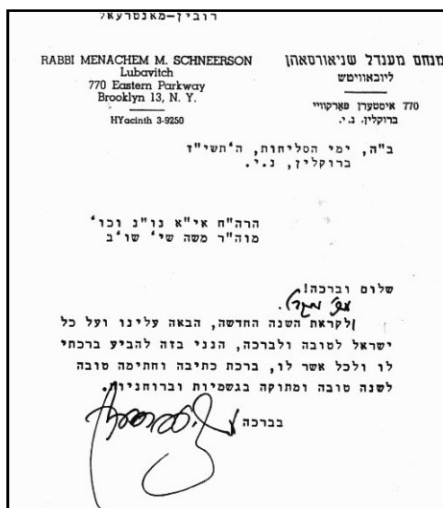 רובין-מאנטרעאל
RABBI MENACHEM M. SCHNEERSON
Lubavitch
770 Eastern Parkway
Brooklyn 13, N. Y.
HYacinth 3-9250
מנחם מענדל שניאורסאהן
ליובאוויטש
770 איסטערן פארקוויי
ברוקלין, נ. י.
ב"ה, ימי הסליחות, ה'תשי"ז
ברוקלין, נ.י.
הרה"ח אי"א נו"נ וכו'
מוה"ר משה שי' שו"ב
שלום וברכה!
לקראת השנה החדשה, הבאה עלינו ועל כל
ישראל לטובה ולברכה, הנני בזה להביע ברכתי
לו ולכל אשר לו, ברכת כתיבה וחתימה טובה
לשנה טובה ומתוקה בגשמיות וברוחניות.
בברכה